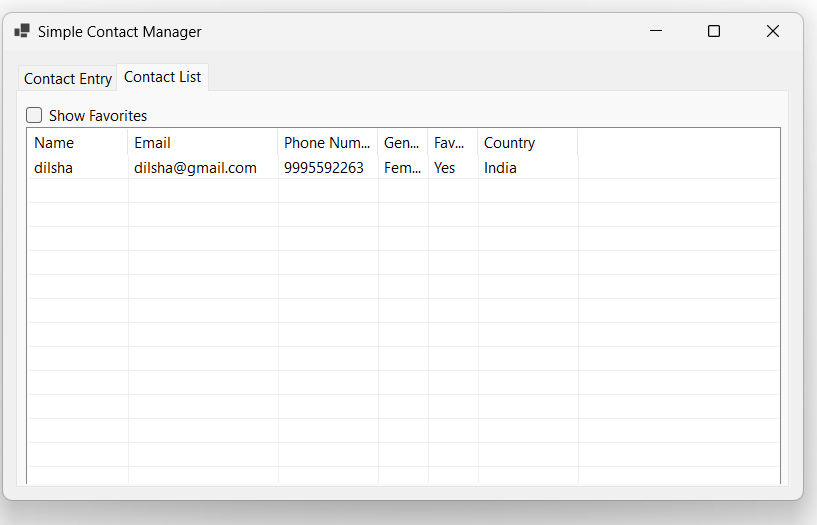 Simple Contact Manager
Contact Entry Contact List
Show Favorites
Name Email Phone Num... Gen... Fav... Country
dilsha dilsha@gmail.com 9995592263 Fem... Yes India